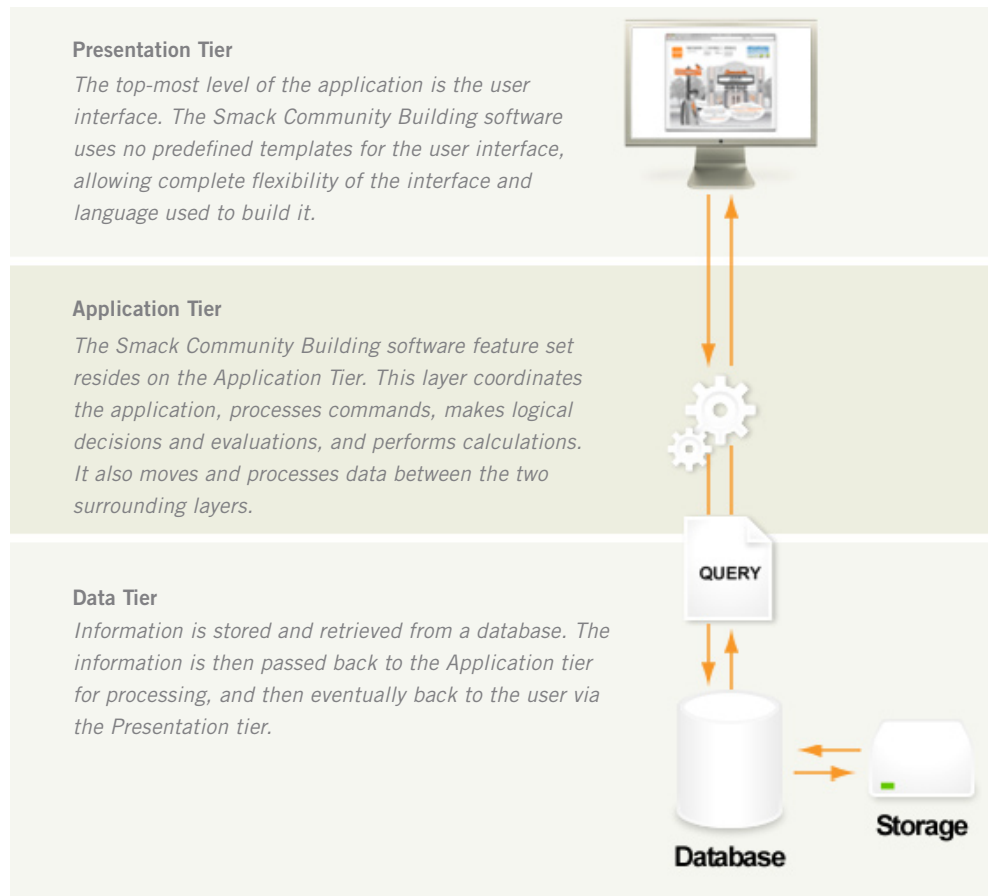 Presentation Tier
The top-most level of the application is the user
interface. The Smack Community Building software
uses no predefined templates for the user interface,
allowing complete flexibility of the interface and
language used to build it.
Application Tier
The Smack Community Building software feature set
resides on the Application Tier. This layer coordinates
the application, processes commands, makes logical
decisions and evaluations, and performs calculations.
It also moves and processes data between the two
surrounding layers.
QUERY
Data Tier
Information is stored and retrieved from a database. The
information is then passed back to the Application tier
for processing, and then eventually back to the user via
the Presentation tier.
Storage
Database